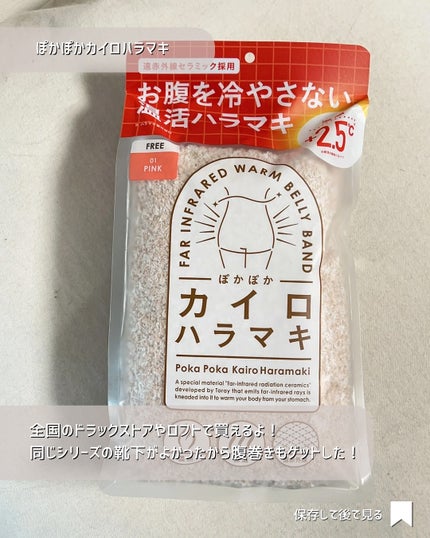 ぽかぽかカイロハラマキ
遠赤外線セラミック採用
お腹を冷やさない
温活ハラマキ
+2.5℃
FREE
01
PINK
FAR INFRARED WARM BELLY BAND
ぽかぽか
カイロ
ハラマキ
Poka Poka Kairo Haramaki
A special material "far-infrared radiation ceramics"
developed by Toray that emits far-infrared rays is
kneaded into it to warm your body from your stomach.
全国のドラックストアやロフトで買えるよ！
同じシリーズの靴下がよかったから腹巻きもゲットした！
保存して後で見る